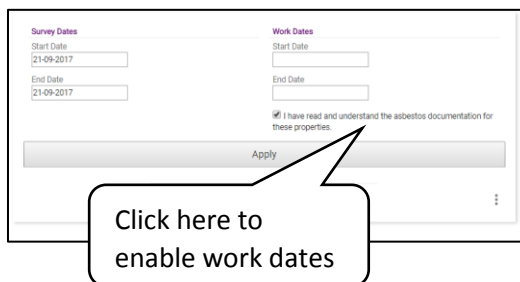 Survey Dates
Start Date
21-09-2017
End Date
21-09-2017
Work Dates
Start Date
End Date
I have read and understand the asbestos documentation for
these properties.
Apply
Click here to
enable work dates